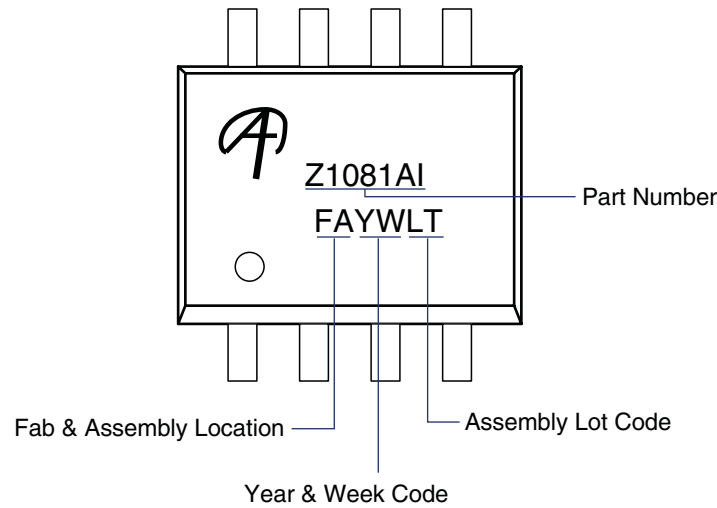 Z1081AI
Part Number
FAYWLT
Fab & Assembly Location
Assembly Lot Code
Year & Week Code